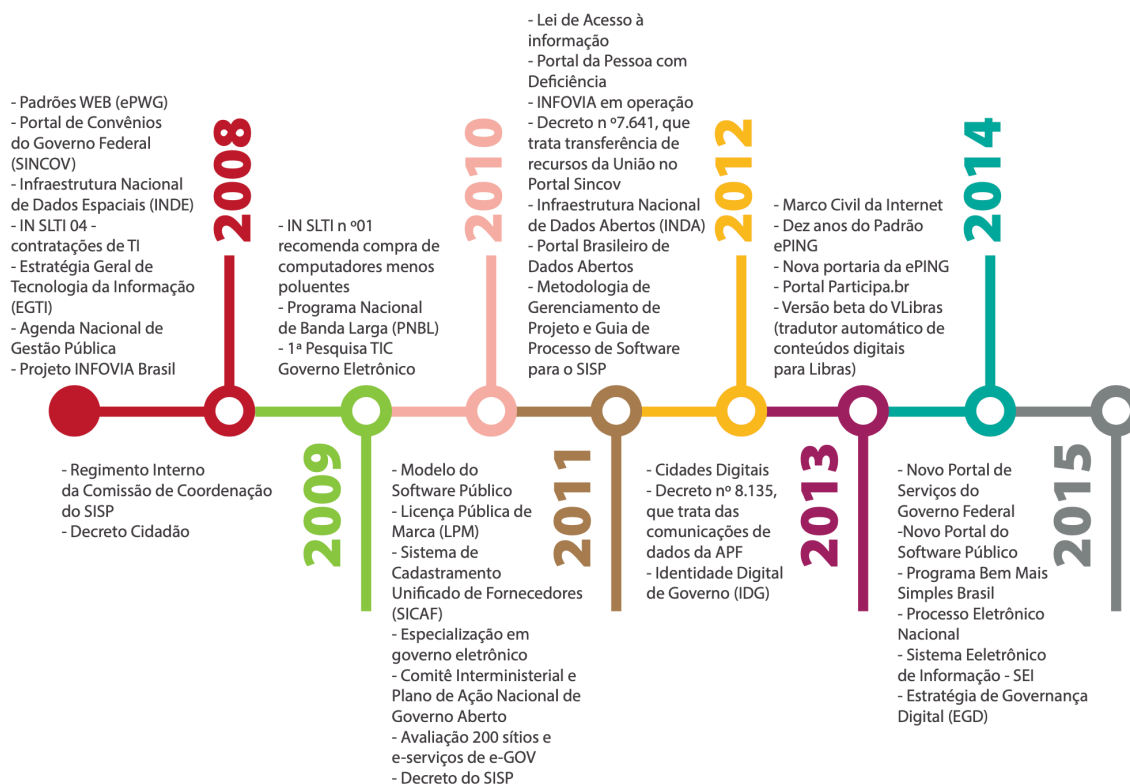 - Padrões WEB (ePWG)
- Portal de Convênios
do Governo Federal
(SINCOV)
- Infraestrutura Nacional
de Dados Espaciais (INDE)
- IN SLTI 04 -
contratações de TI
- Estratégia Geral de
Tecnologia da Informação
(EGTI)
- Agenda Nacional de
Gestão Pública
- Projeto INFOVIA Brasil
2008
- Regimento Interno
da Comissão de Coordenação
do SISP
- Decreto Cidadão
2009
- IN SLTI n º01
recomenda compra de
computadores menos
poluentes
- Programa Nacional
de Banda Larga (PNBL)
- 1ª Pesquisa TIC
Governo Eletrônico
2010
- Modelo do
Software Público
- Licença Pública de
Marca (LPM)
- Sistema de
Cadastramento
Unificado de Fornecedores
(SICAF)
- Especialização em
governo eletrônico
- Comitê Interministerial e
Plano de Ação Nacional de
Governo Aberto
- Avaliação 200 sítios e
e-serviços de e-GOV
- Decreto do SISP
2011
- Lei de Acesso à
informação
- Portal da Pessoa com
Deficiência
- INFOVIA em operação
- Decreto n º7.641, que
trata transferência de
recursos da União no
Portal Sincov
- Infraestrutura Nacional
de Dados Abertos (INDA)
- Portal Brasileiro de
Dados Abertos
- Metodologia de
Gerenciamento de
Projeto e Guia de
Processo de Software
para o SISP
2012
- Cidades Digitais
- Decreto nº 8.135,
que trata das
comunicações de
dados da APF
- Identidade Digital
de Governo (IDG)
2013
- Marco Civil da Internet
- Dez anos do Padrão
ePING
- Nova portaria da ePING
- Portal Participa.br
- Versão beta do VLibras
(tradutor automático de
conteúdos digitais
para Libras)
2014
- Novo Portal de
Serviços do
Governo Federal
-Novo Portal do
Software Público
- Programa Bem Mais
Simples Brasil
- Processo Eletrônico
Nacional
- Sistema Eeletrônico
de Informação - SEI
- Estratégia de Governança
Digital (EGD)
2015